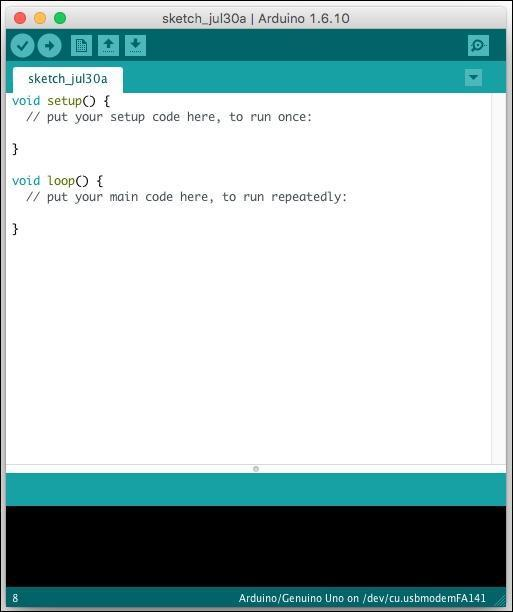 sketch_jul30a | Arduino 1.6.10
sketch_jul30a
void setup() {
  // put your setup code here, to run once:
}
void loop() {
  // put your main code here, to run repeatedly:
}
8
Arduino/Genuino Uno on /dev/cu.usbmodemFA141